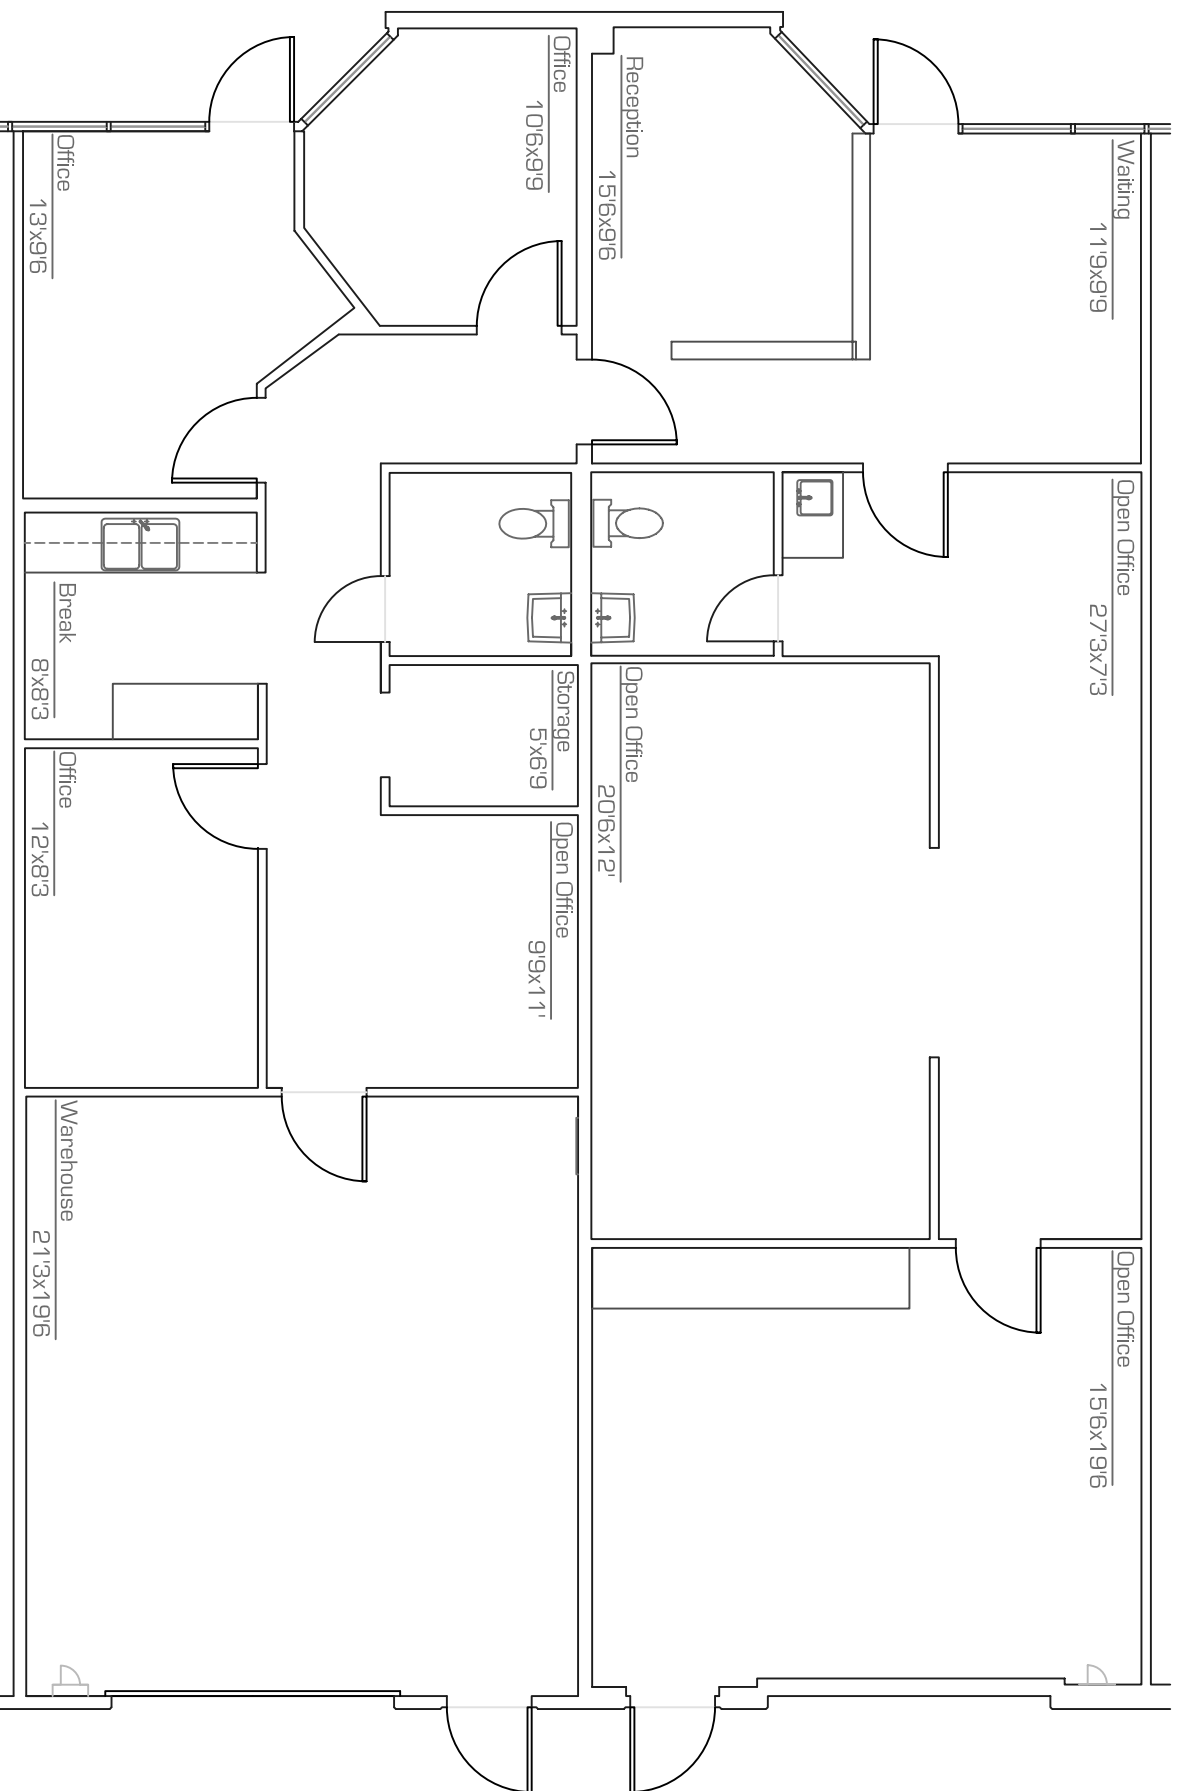 Office
13'x9'6
Office
10'6x9'9
Reception
15'6x9'6
Waiting
11'9x9'9
Break
8'x8'3
Storage
5'x6'9
Open Office
20'6x12'
Open Office
27'3x7'3
Office
12'x8'3
Open Office
9'9x11'
Warehouse
21'3x19'6
Open Office
15'6x19'6